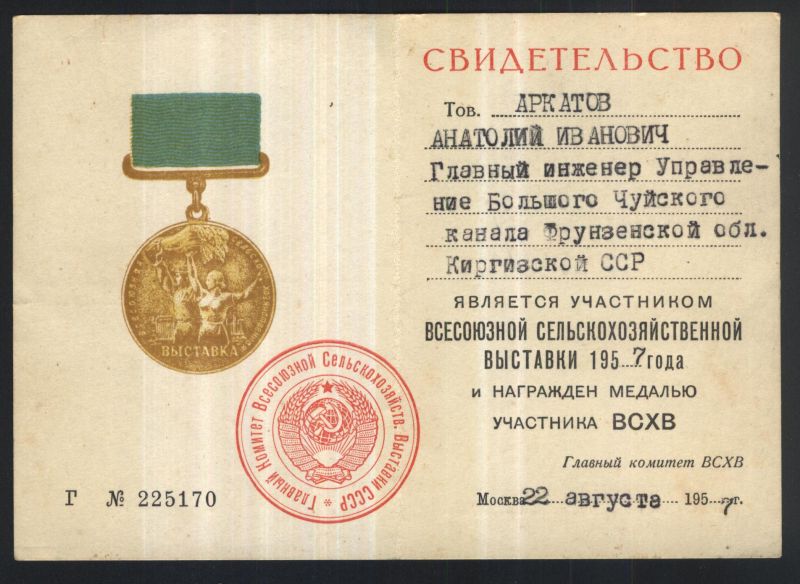 ВЫСТАВКА
Главный Комитет Всесоюзной Сельскохозяйств. Выставки СССР
Г № 225170
СВИДЕТЕЛЬСТВО
Тов. АРКАТОВ
АНАТОЛИЙ ИВАНОВИЧ
Главный инженер Управле-
ние Большого Чуйского
канала Фрунзенской обл.
Киргизской ССР
ЯВЛЯЕТСЯ УЧАСТНИКОМ
ВСЕСОЮЗНОЙ СЕЛЬСКОХОЗЯЙСТВЕННОЙ
ВЫСТАВКИ 1957 года
и НАГРАЖДЕН МЕДАЛЬЮ
УЧАСТНИКА ВСХВ
Главный комитет ВСХВ
Москва 22 августа 1957 г.